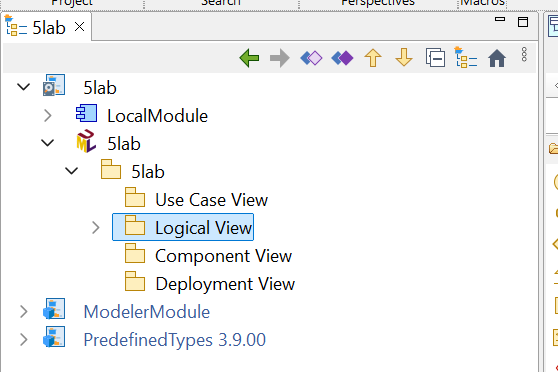 Project Search Perspectives Macros
5lab
5lab
LocalModule
5lab
5lab
Use Case View
Logical View
Component View
Deployment View
ModelerModule
PredefinedTypes 3.9.00